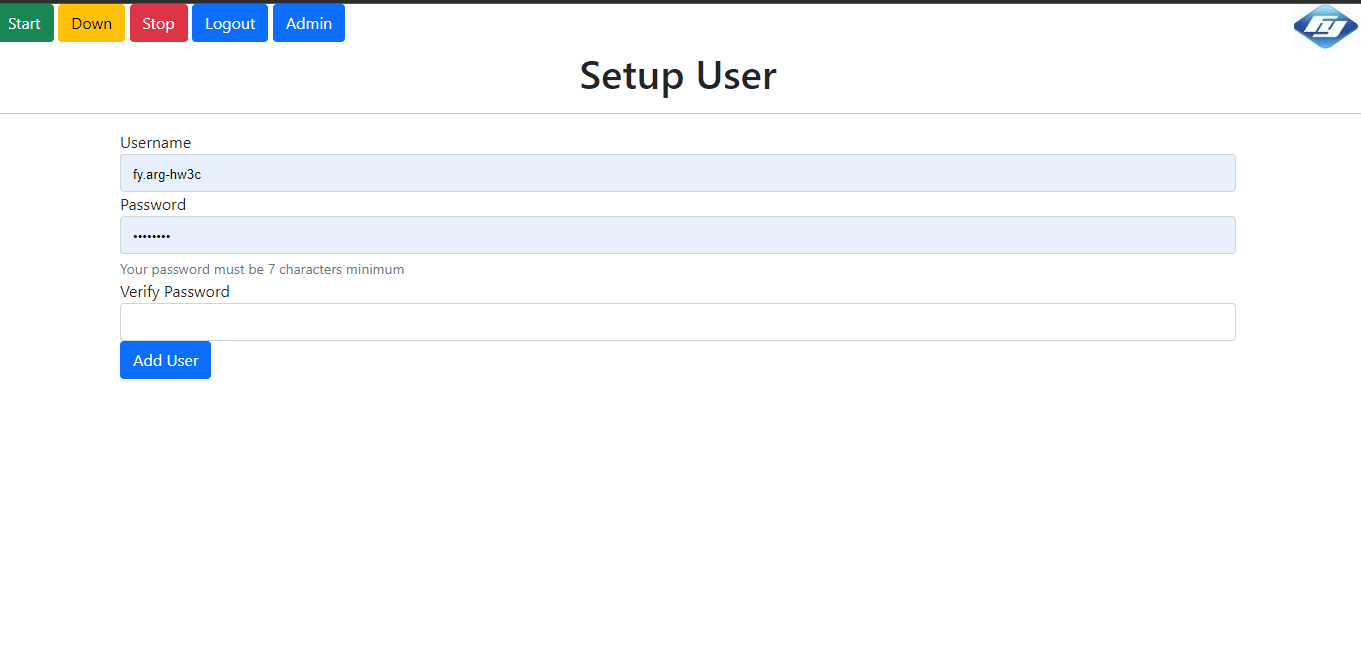 Start Down Stop Logout Admin
FY
Setup User
Username
fy.arg-hw3c
Password
••••••••
Your password must be 7 characters minimum
Verify Password
Add User